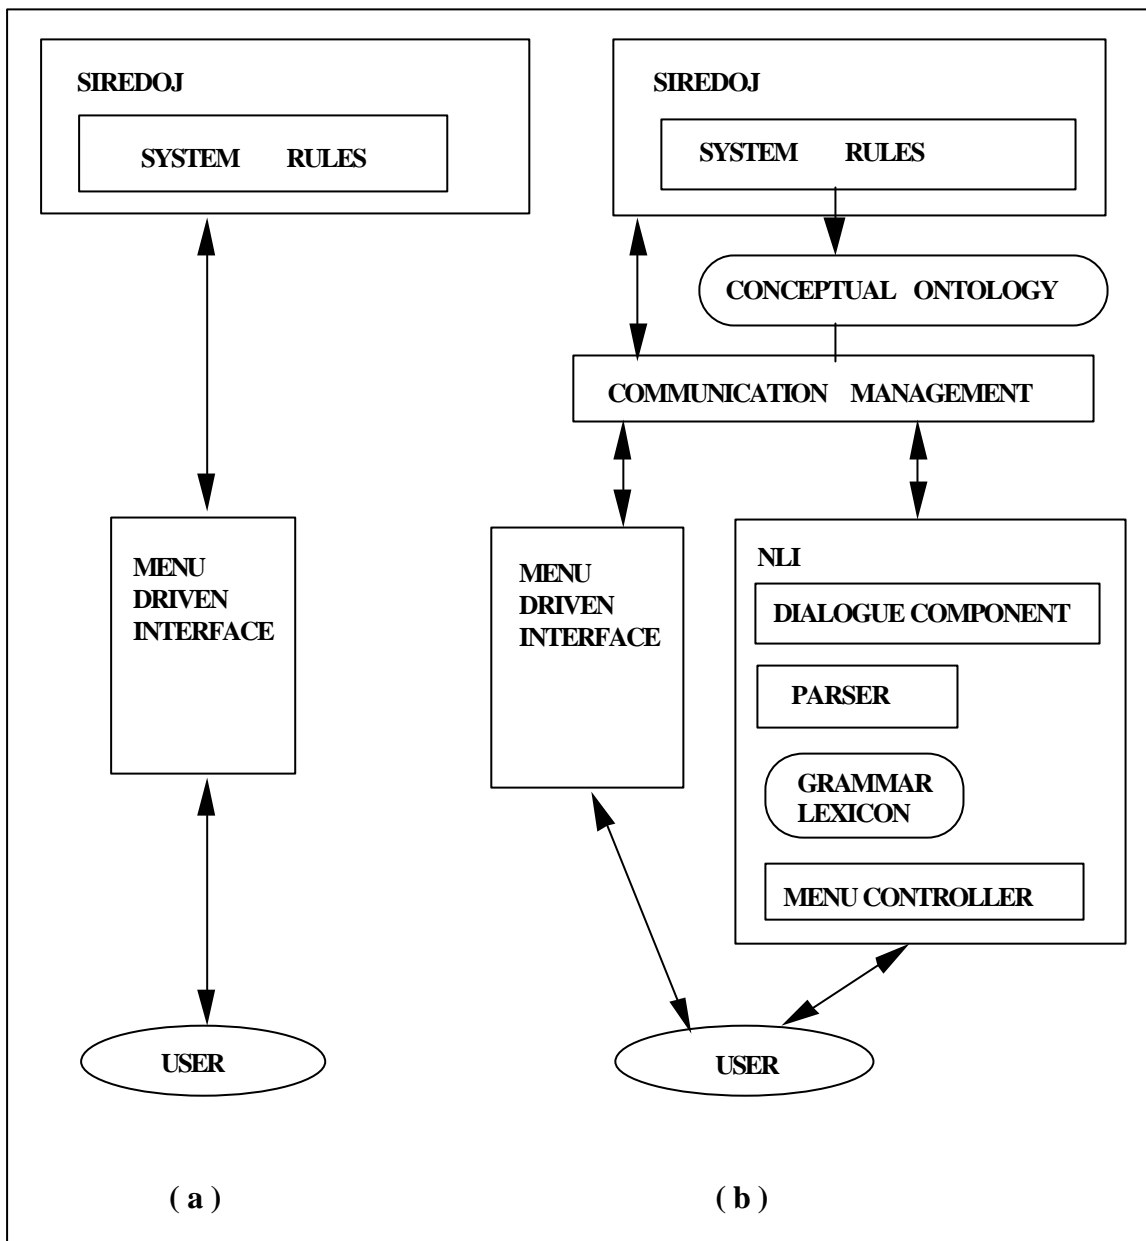 SIREDOJ
SYSTEM RULES
MENU
DRIVEN
INTERFACE
USER
( a )
SIREDOJ
SYSTEM RULES
CONCEPTUAL ONTOLOGY
COMMUNICATION MANAGEMENT
MENU
DRIVEN
INTERFACE
NLI
DIALOGUE COMPONENT
PARSER
GRAMMAR
LEXICON
MENU CONTROLLER
USER
( b )